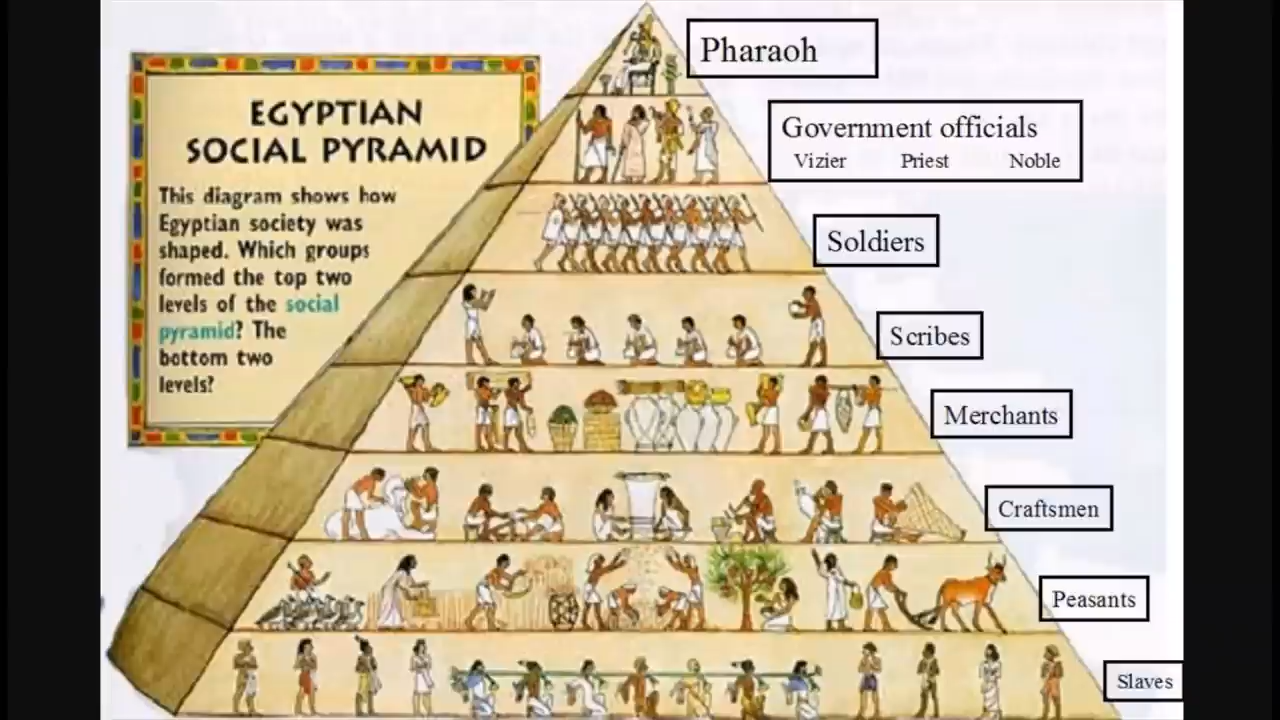 EGYPTIAN
SOCIAL PYRAMID
This diagram shows how
Egyptian society was
shaped. Which groups
formed the top two
levels of the social
pyramid? The
bottom two
levels?
Pharaoh
Government officials
Vizier Priest Noble
Soldiers
Scribes
Merchants
Craftsmen
Peasants
Slaves